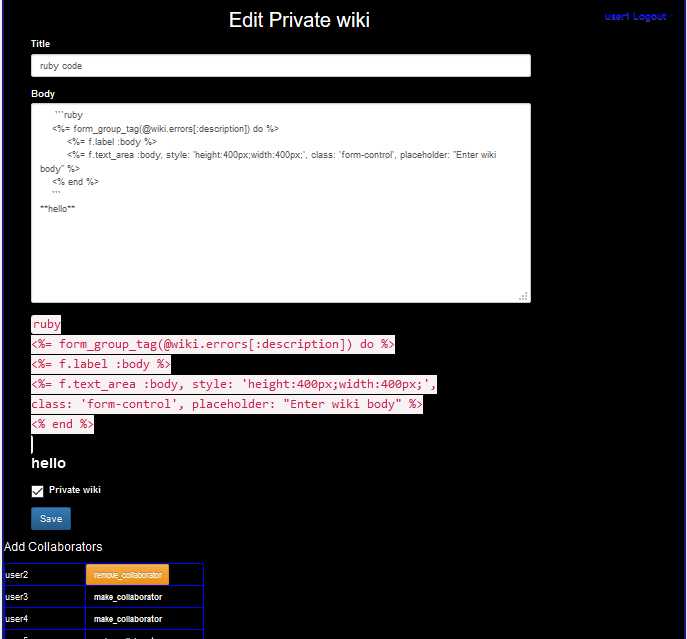 Edit Private wiki
user1 Logout
Title
ruby code
Body
```ruby
<%= form_group_tag(@wiki.errors[:description]) do %>
<%= f.label :body %>
<%= f.text_area :body, style: 'height:400px;width:400px;', class: 'form-control', placeholder: "Enter wiki
body" %>
<% end %>
```
**hello**
ruby
<%= form_group_tag(@wiki.errors[:description]) do %>
<%= f.label :body %>
<%= f.text_area :body, style: 'height:400px;width:400px;',
class: 'form-control', placeholder: "Enter wiki body" %>
<% end %>
hello
Private wiki
Save
Add Collaborators
user2 remove_collaborator
user3 make_collaborator
user4 make_collaborator